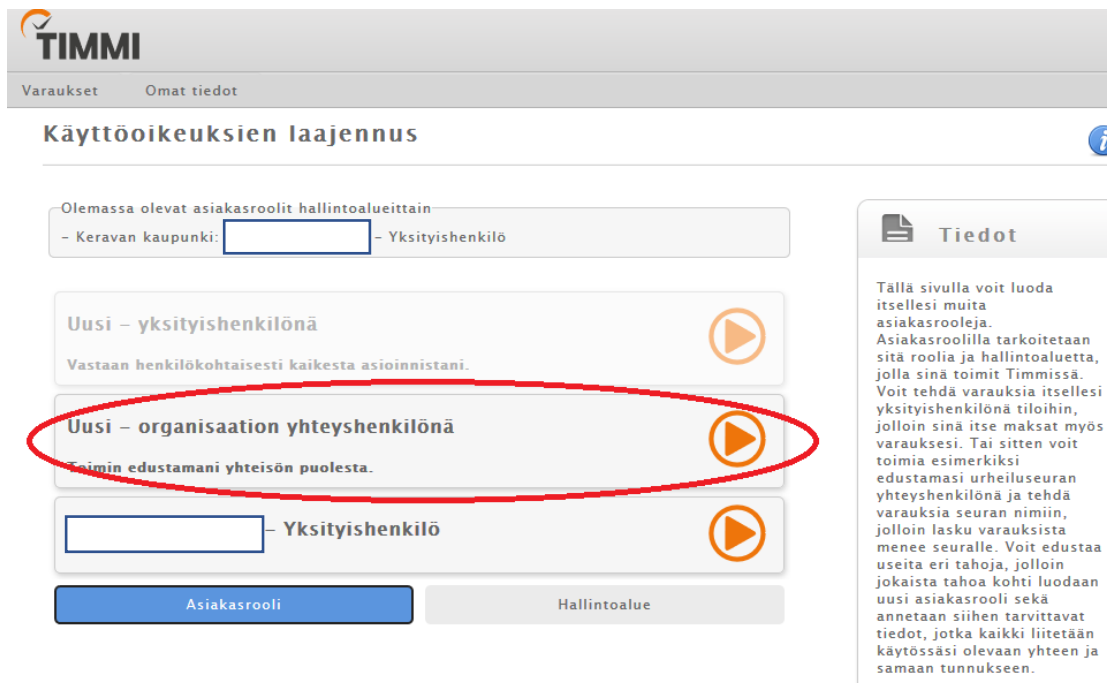 TIMMI
Varaukset Omat tiedot
Käyttöoikeuksien laajennus
Olemassa olevat asiakasroolit hallintoalueittain
– Keravan kaupunki: – Yksityishenkilö
Uusi – yksityishenkilönä
Vastaan henkilökohtaisesti kaikesta asioinnistani.
Uusi – organisaation yhteyshenkilönä
Toimin edustamani yhteisön puolesta.
– Yksityishenkilö
Asiakasrooli Hallintoalue
Tiedot
Tällä sivulla voit luoda
itsellesi muita
asiakasrooleja.
Asiakasroolilla tarkoitetaan
sitä roolia ja hallintoaluetta,
jolla sinä toimit Timmissä.
Voit tehdä varauksia itsellesi
yksityishenkilönä tiloihin,
jolloin sinä itse maksat myös
varauksesi. Tai sitten voit
toimia esimerkiksi
edustamasi urheiluseuran
yhteyshenkilönä ja tehdä
varauksia seuran nimiin,
jolloin lasku varauksista
menee seuralle. Voit edustaa
useita eri tahoja, jolloin
jokaista tahoa kohti luodaan
uusi asiakasrooli sekä
annetaan siihen tarvittavat
tiedot, jotka kaikki liitetään
käytössäsi olevaan yhteen ja
samaan tunnukseen.